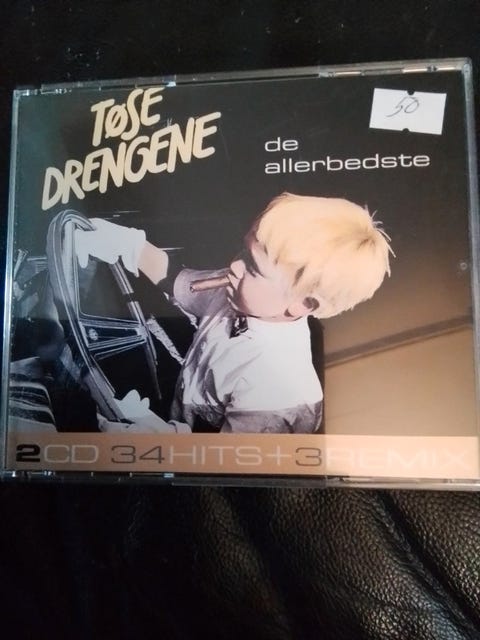 TØSE
DRENGENE
50
de
allerbedste
2CD 34HITS+3REMIX